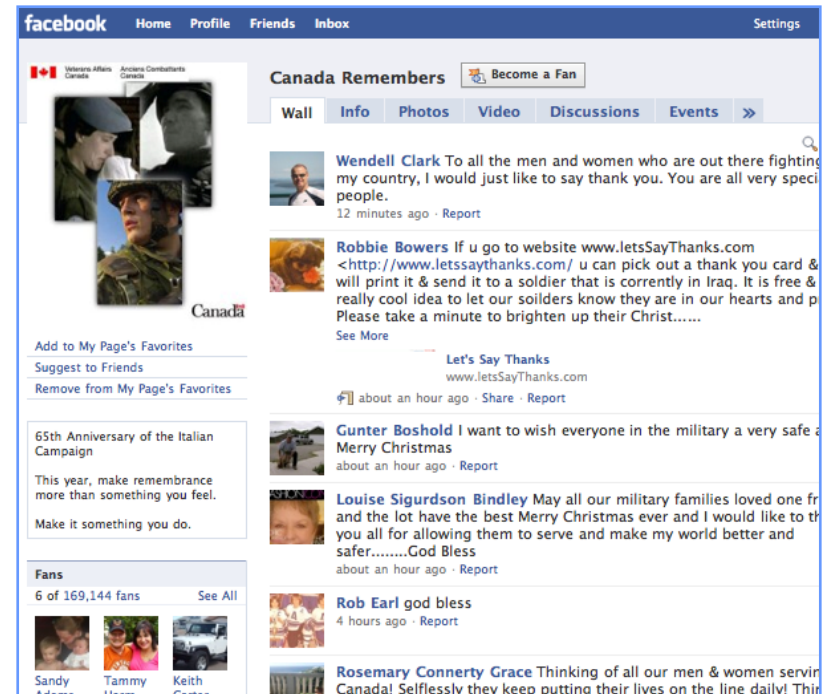 facebook Home Profile Friends Inbox Settings
Veterans Affairs Canada
Anciens Combattants Canada
Canada
Add to My Page's Favorites
Suggest to Friends
Remove from My Page's Favorites
65th Anniversary of the Italian
Campaign
This year, make remembrance
more than something you feel.
Make it something you do.
Fans
6 of 169,144 fans See All
Sandy
Tammy
Keith
Canada Remembers Become a Fan
Wall Info Photos Video Discussions Events »
Wendell Clark To all the men and women who are out there fighting
my country, I would just like to say thank you. You are all very speci
people.
12 minutes ago · Report
Robbie Bowers If u go to website www.letsSayThanks.com
<http://www.letssaythanks.com/ u can pick out a thank you card &
will print it & send it to a soldier that is corrently in Iraq. It is free &
really cool idea to let our soilders know they are in our hearts and p
Please take a minute to brighten up their Christ......
See More
Let's Say Thanks
www.letsSayThanks.com
about an hour ago · Share · Report
Gunter Boshold I want to wish everyone in the military a very safe a
Merry Christmas
about an hour ago · Report
Louise Sigurdson Bindley May all our military families loved one fr
and the lot have the best Merry Christmas ever and I would like to th
you all for allowing them to serve and make my world better and
safer........God Bless
about an hour ago · Report
Rob Earl god bless
4 hours ago · Report
Rosemary Connerty Grace Thinking of all our men & women servin
Canada! Selflessly they keep putting their lives on the line daily! Thi